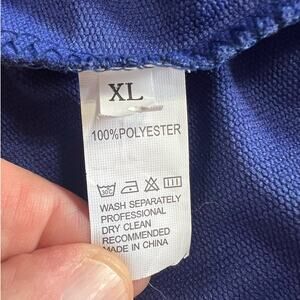 XL
100%POLYESTER
WASH SEPARATELY
PROFESSIONAL
DRY CLEAN
RECOMMENDED
MADE IN CHINA